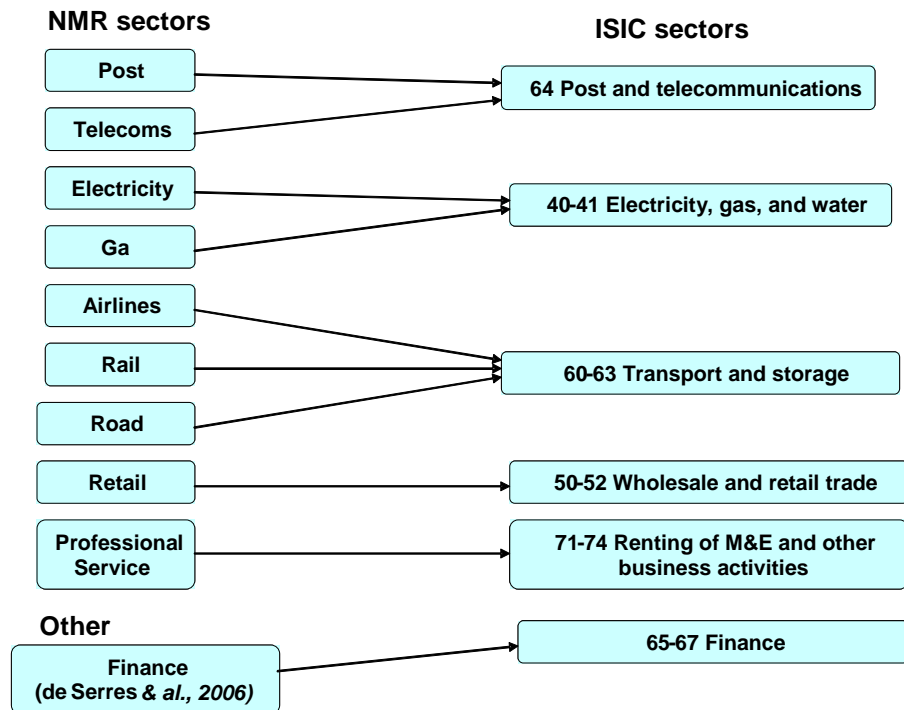 NMR sectors
ISIC sectors
Post
64 Post and telecommunications
Telecoms
Electricity
40-41 Electricity, gas, and water
Ga
Airlines
Rail
60-63 Transport and storage
Road
Retail
50-52 Wholesale and retail trade
Professional
Service
71-74 Renting of M&E and other
business activities
Other
65-67 Finance
Finance
(de Serres & al., 2006)